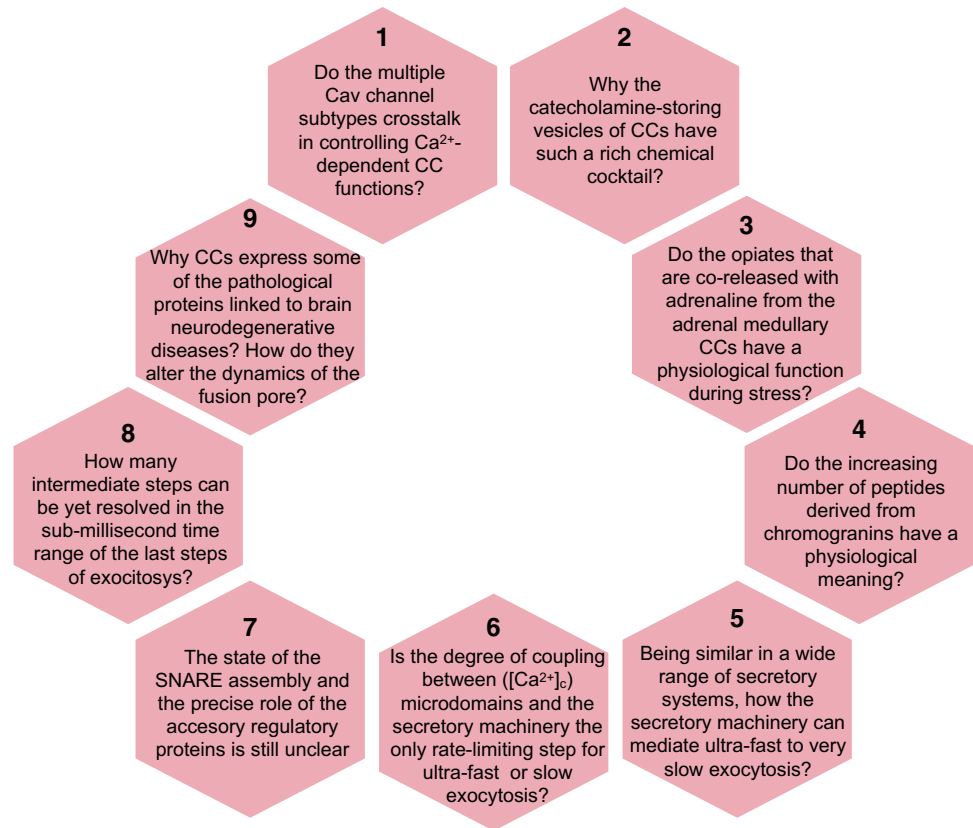 1
Do the multiple
Cav channel
subtypes crosstalk
in controlling Ca²⁺-
dependent CC
functions?
2
Why the
catecholamine-storing
vesicles of CCs have
such a rich chemical
cocktail?
3
Do the opiates that
are co-released with
adrenaline from the
adrenal medullary
CCs have a
physiological function
during stress?
4
Do the increasing
number of peptides
derived from
chromogranins have a
physiological
meaning?
5
Being similar in a wide
range of secretory
systems, how the
secretory machinery can
mediate ultra-fast to very
slow exocytosis?
6
Is the degree of coupling
between ([Ca²⁺]c)
microdomains and the
secretory machinery the
only rate-limiting step for
ultra-fast or slow
exocytosis?
7
The state of the
SNARE assembly and
the precise role of the
accesory regulatory
proteins is still unclear
8
How many
intermediate steps can
be yet resolved in the
sub-millisecond time
range of the last steps
of exocitosys?
9
Why CCs express some
of the pathological
proteins linked to brain
neurodegenerative
diseases? How do they
alter the dynamics of the
fusion pore?